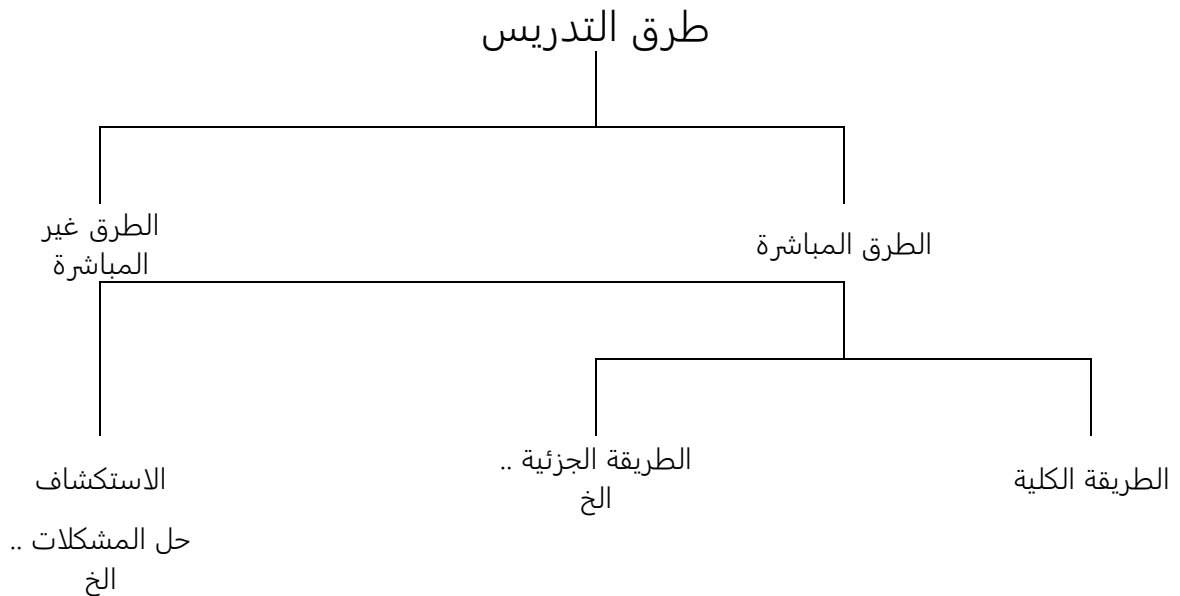 طرق التدريس
الطرق المباشرة
الطرق غير
المباشرة
الطريقة الكلية
الطريقة الجزئية ..
الخ
الاستكشاف
حل المشكلات ..
الخ